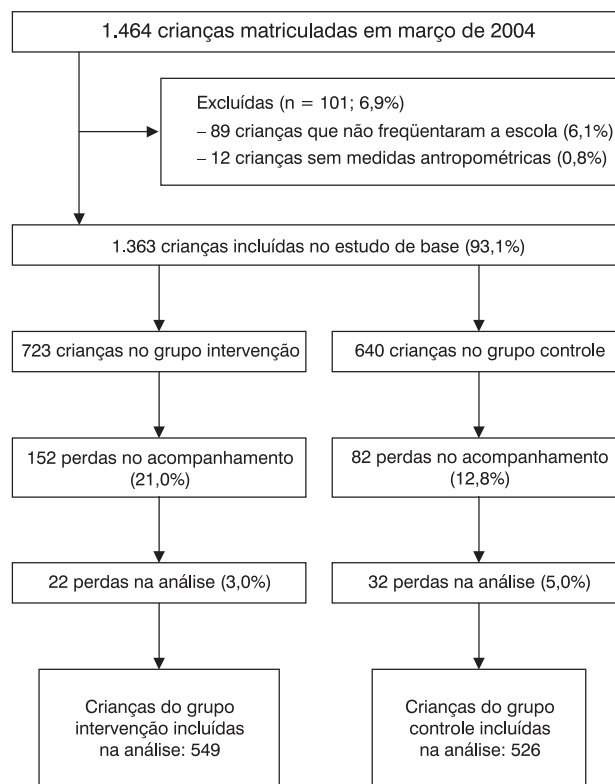 1.464 crianças matriculadas em março de 2004
Excluídas (n = 101; 6,9%)
– 89 crianças que não freqüentaram a escola (6,1%)
– 12 crianças sem medidas antropométricas (0,8%)
1.363 crianças incluídas no estudo de base (93,1%)
723 crianças no grupo intervenção
640 crianças no grupo controle
152 perdas no acompanhamento
(21,0%)
82 perdas no acompanhamento
(12,8%)
22 perdas na análise (3,0%)
32 perdas na análise (5,0%)
Crianças do grupo
intervenção incluídas
na análise: 549
Crianças do grupo
controle incluídas
na análise: 526